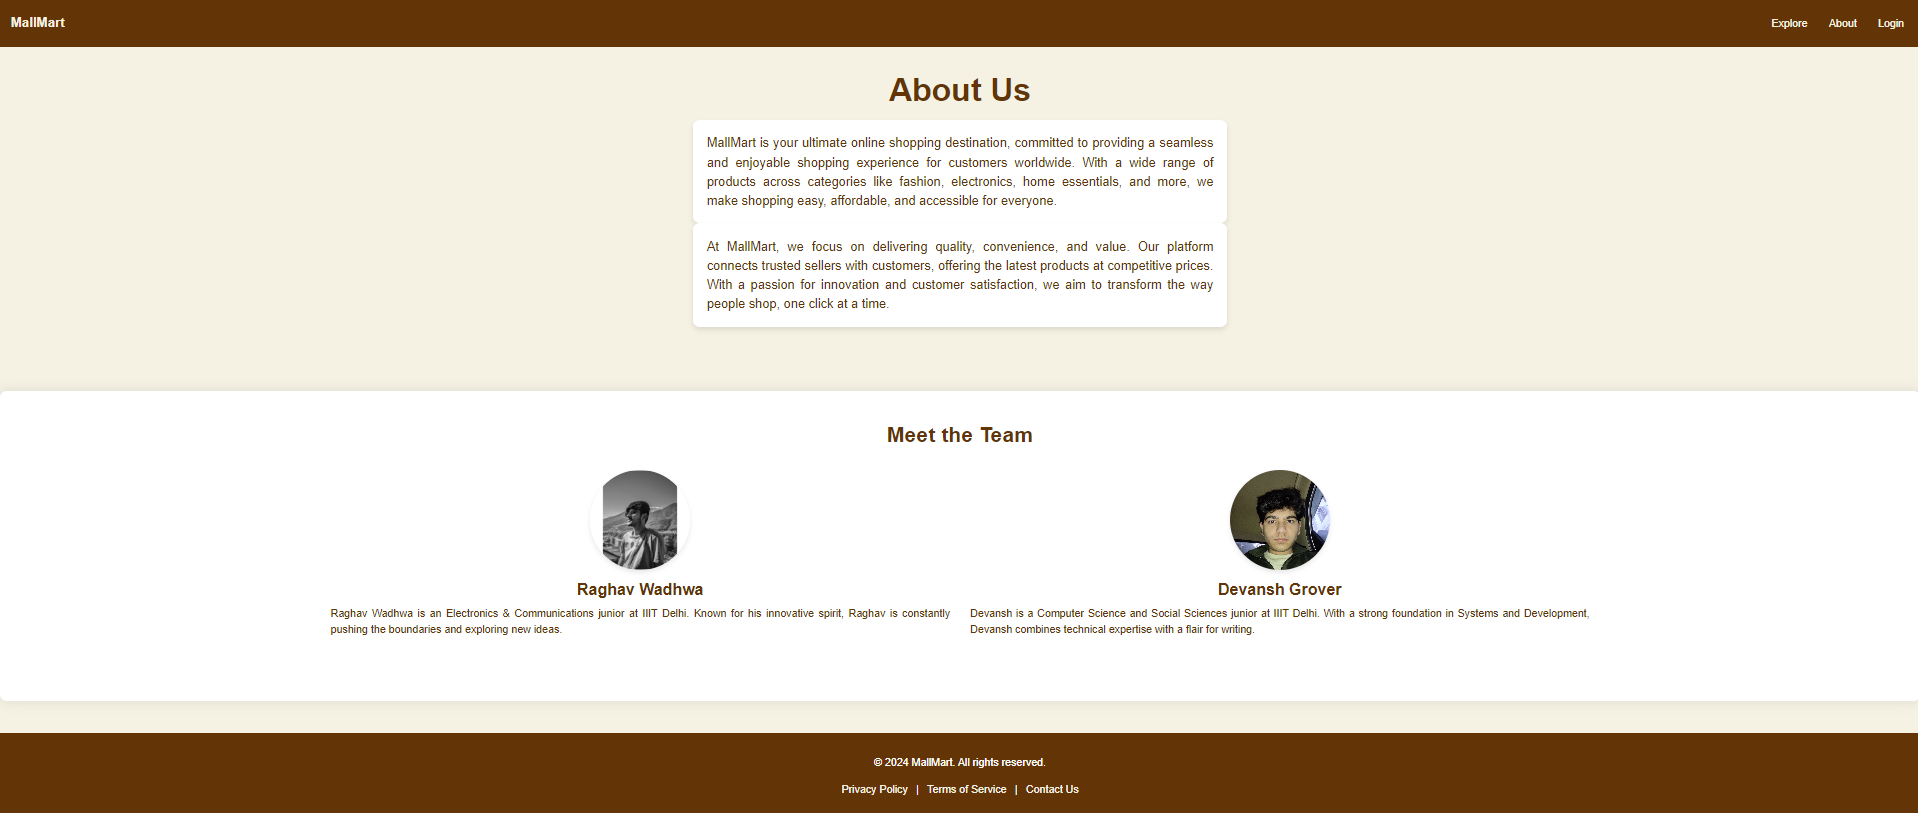 MallMart
Explore About Login
About Us
MallMart is your ultimate online shopping destination, committed to providing a seamless
and enjoyable shopping experience for customers worldwide. With a wide range of
products across categories like fashion, electronics, home essentials, and more, we
make shopping easy, affordable, and accessible for everyone.
At MallMart, we focus on delivering quality, convenience, and value. Our platform
connects trusted sellers with customers, offering the latest products at competitive prices.
With a passion for innovation and customer satisfaction, we aim to transform the way
people shop, one click at a time.
Meet the Team
Raghav Wadhwa
Raghav Wadhwa is an Electronics & Communications junior at IIIT Delhi. Known for his innovative spirit, Raghav is constantly
pushing the boundaries and exploring new ideas.
Devansh Grover
Devansh is a Computer Science and Social Sciences junior at IIIT Delhi. With a strong foundation in Systems and Development,
Devansh combines technical expertise with a flair for writing.
© 2024 MallMart. All rights reserved.
Privacy Policy | Terms of Service | Contact Us